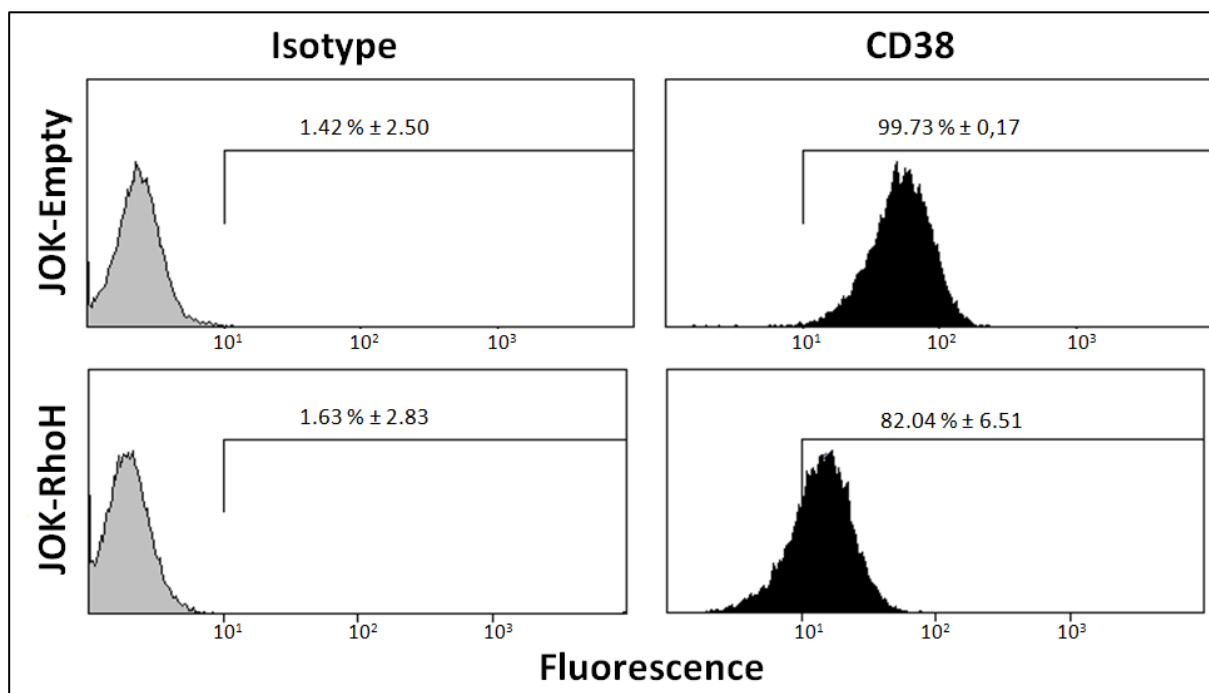 Isotype
CD38
JOK-Empty
1.42 % ± 2.50
99.73 % ± 0,17
10¹ 10² 10³
10¹ 10² 10³
JOK-RhoH
1.63 % ± 2.83
82.04 % ± 6.51
10¹ 10² 10³
10¹ 10² 10³
Fluorescence